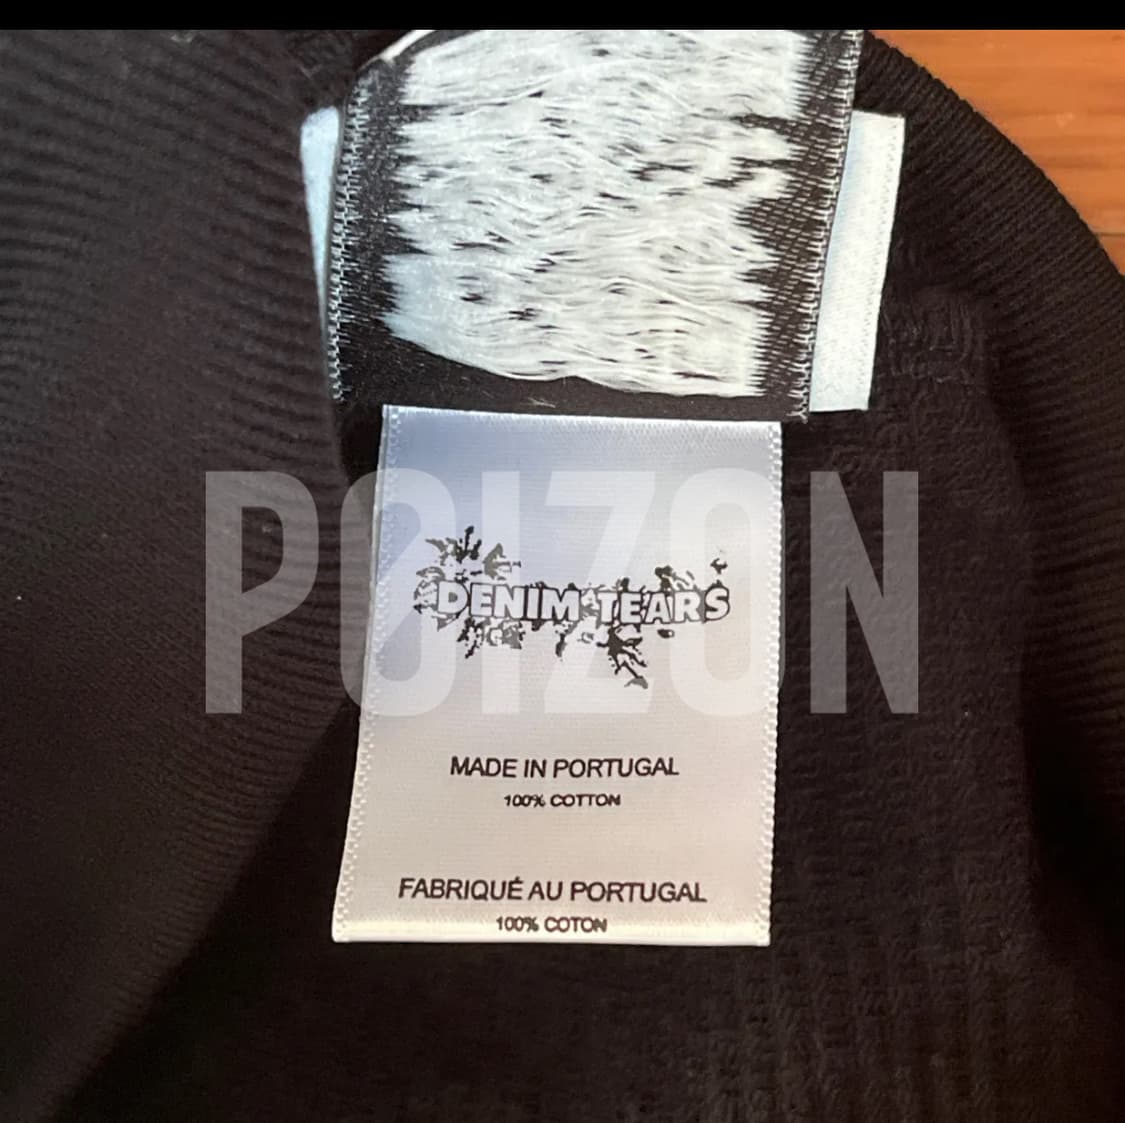 POIZON
DENIM TEARS
MADE IN PORTUGAL
100% COTTON
FABRIQUÉ AU PORTUGAL
100% COTON